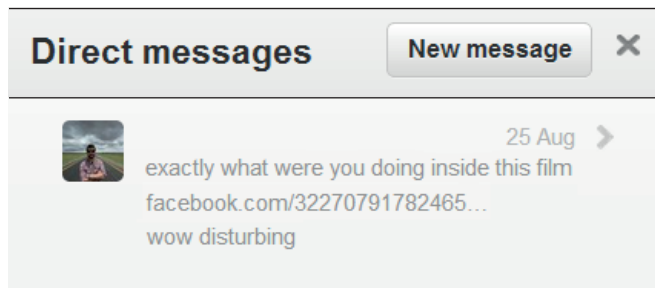 Direct messages
New message
25 Aug
exactly what were you doing inside this film
facebook.com/32270791782465...
wow disturbing